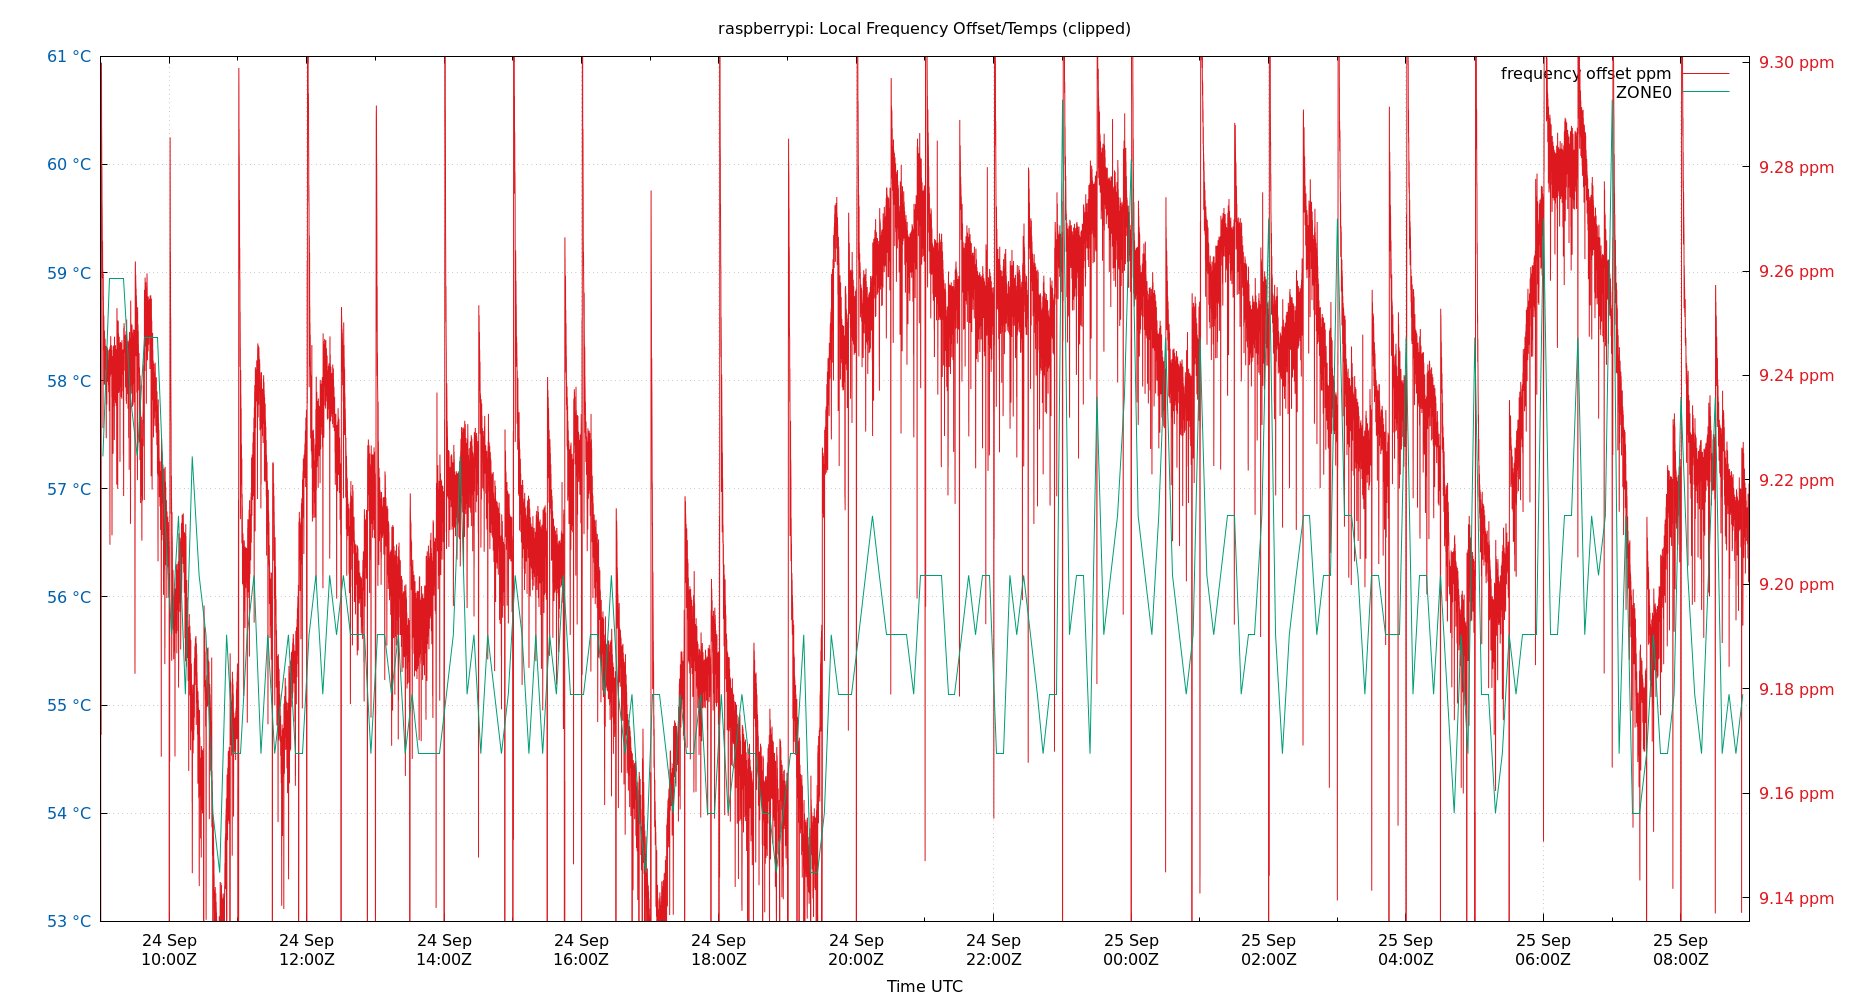 raspberrypi: Local Frequency Offset/Temps (clipped)
61 °C
60 °C
59 °C
58 °C
57 °C
56 °C
55 °C
54 °C
53 °C
frequency offset ppm
ZONE0
9.30 ppm
9.28 ppm
9.26 ppm
9.24 ppm
9.22 ppm
9.20 ppm
9.18 ppm
9.16 ppm
9.14 ppm
24 Sep
10:00Z
24 Sep
12:00Z
24 Sep
14:00Z
24 Sep
16:00Z
24 Sep
18:00Z
24 Sep
20:00Z
24 Sep
22:00Z
25 Sep
00:00Z
25 Sep
02:00Z
25 Sep
04:00Z
25 Sep
06:00Z
25 Sep
08:00Z
Time UTC